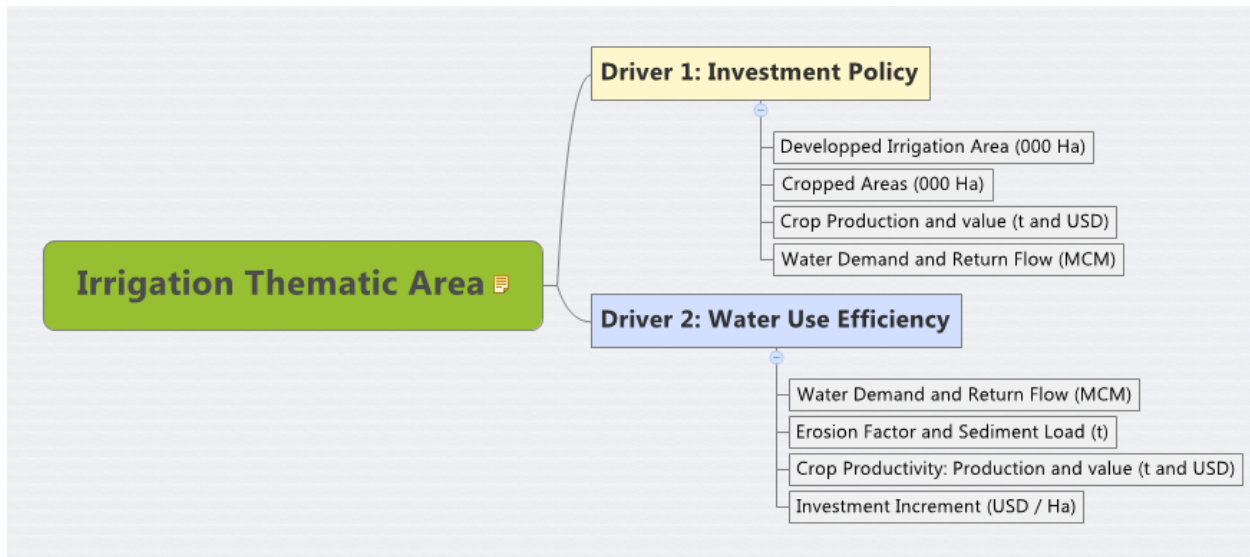 Irrigation Thematic Area
Driver 1: Investment Policy
Developped Irrigation Area (000 Ha)
Cropped Areas (000 Ha)
Crop Production and value (t and USD)
Water Demand and Return Flow (MCM)
Driver 2: Water Use Efficiency
Water Demand and Return Flow (MCM)
Erosion Factor and Sediment Load (t)
Crop Productivity: Production and value (t and USD)
Investment Increment (USD / Ha)